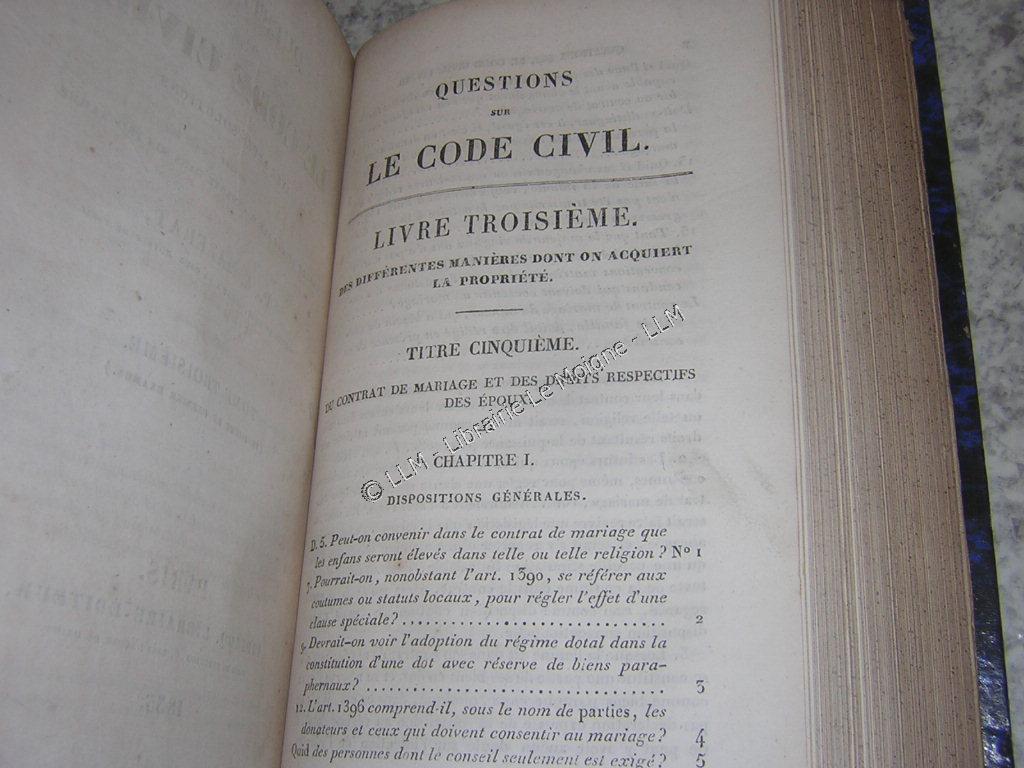 QUESTIONS
SUR
LE CODE CIVIL.
LIVRE TROISIÈME.
DES DIFFÉRENTES MANIÈRES DONT ON ACQUIERT
LA PROPRIÉTÉ.
TITRE CINQUIÈME.
DU CONTRAT DE MARIAGE ET DES DROITS RESPECTIFS
DES ÉPOUX.
CHAPITRE I.
DISPOSITIONS GÉNÉRALES.
D. 5. Peut-on convenir dans le contrat de mariage que
les enfans seront élevés dans telle ou telle religion? No 1
7. Pourrait-on, nonobstant l'art. 1390, se référer aux
coutumes ou statuts locaux, pour régler l'effet d'une
clause spéciale? .............................. 2
9. Devrait-on voir l'adoption du régime dotal dans la
constitution d'une dot avec réserve de biens para-
phernaux? .............................. 3
12. L'art. 1396 comprend-il, sous le nom de parties, les
donateurs et ceux qui doivent consentir au mariage? 4
Quid des personnes dont le conseil seulement est exigé? 5
© LLM - Librairie Le Moigne - LLM